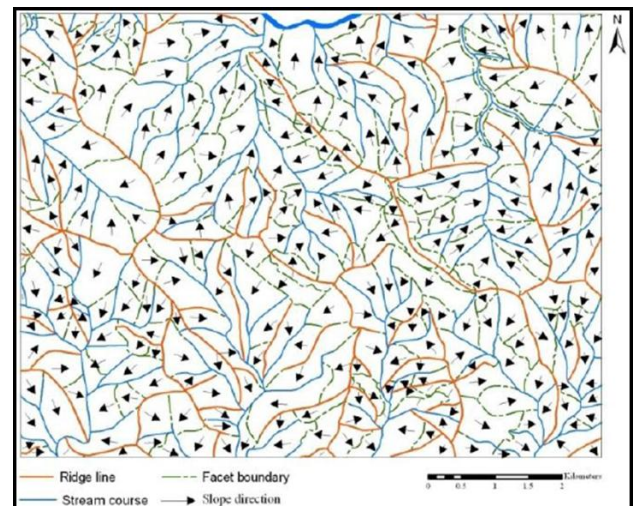 N
Ridge line
Facet boundary
Kilometers
0 0.5 1 1.5 2
Stream course
Slope direction